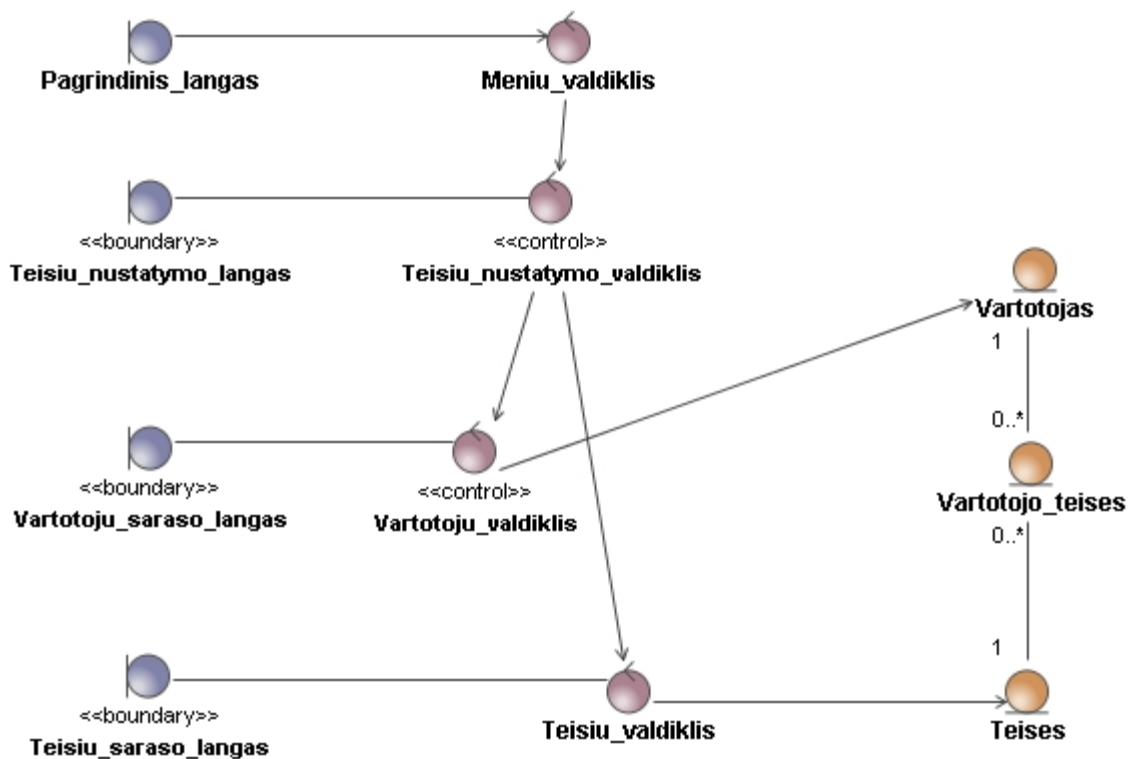 Pagrindinis_langas
Meniu_valdiklis
<<boundary>>
Teisiu_nustatymo_langas
<<control>>
Teisiu_nustatymo_valdiklis
Vartotojas
1
0..*
<<boundary>>
Vartotoju_saraso_langas
<<control>>
Vartotoju_valdiklis
Vartotojo_teises
0..*
1
<<boundary>>
Teisiu_saraso_langas
Teisiu_valdiklis
Teises